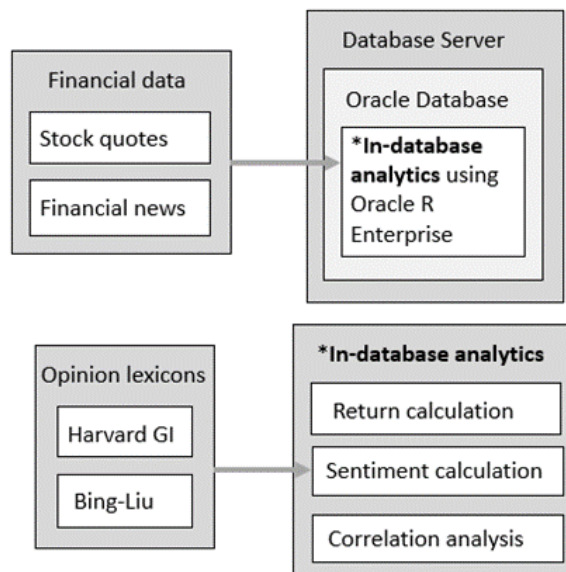 Financial data
Stock quotes
Financial news
Database Server
Oracle Database
*In-database
analytics using
Oracle R
Enterprise
Opinion lexicons
Harvard GI
Bing-Liu
*In-database analytics
Return calculation
Sentiment calculation
Correlation analysis